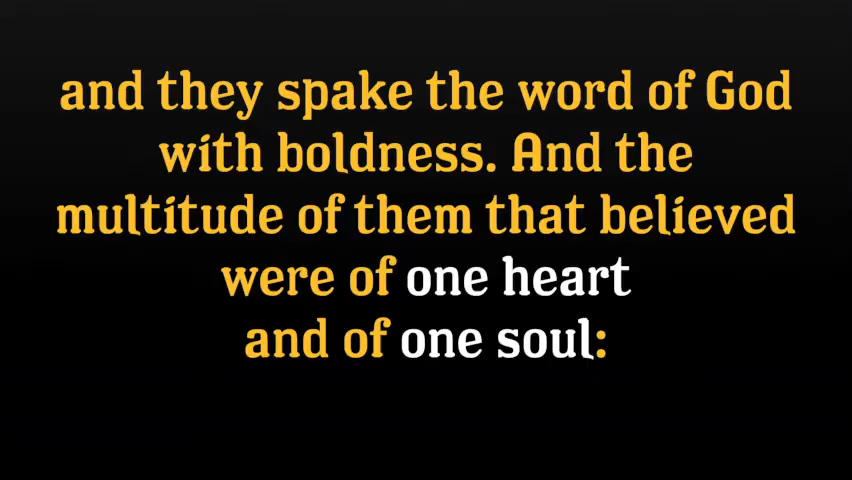 and they spake the word of God
with boldness. And the
multitude of them that believed
were of one heart
and of one soul: